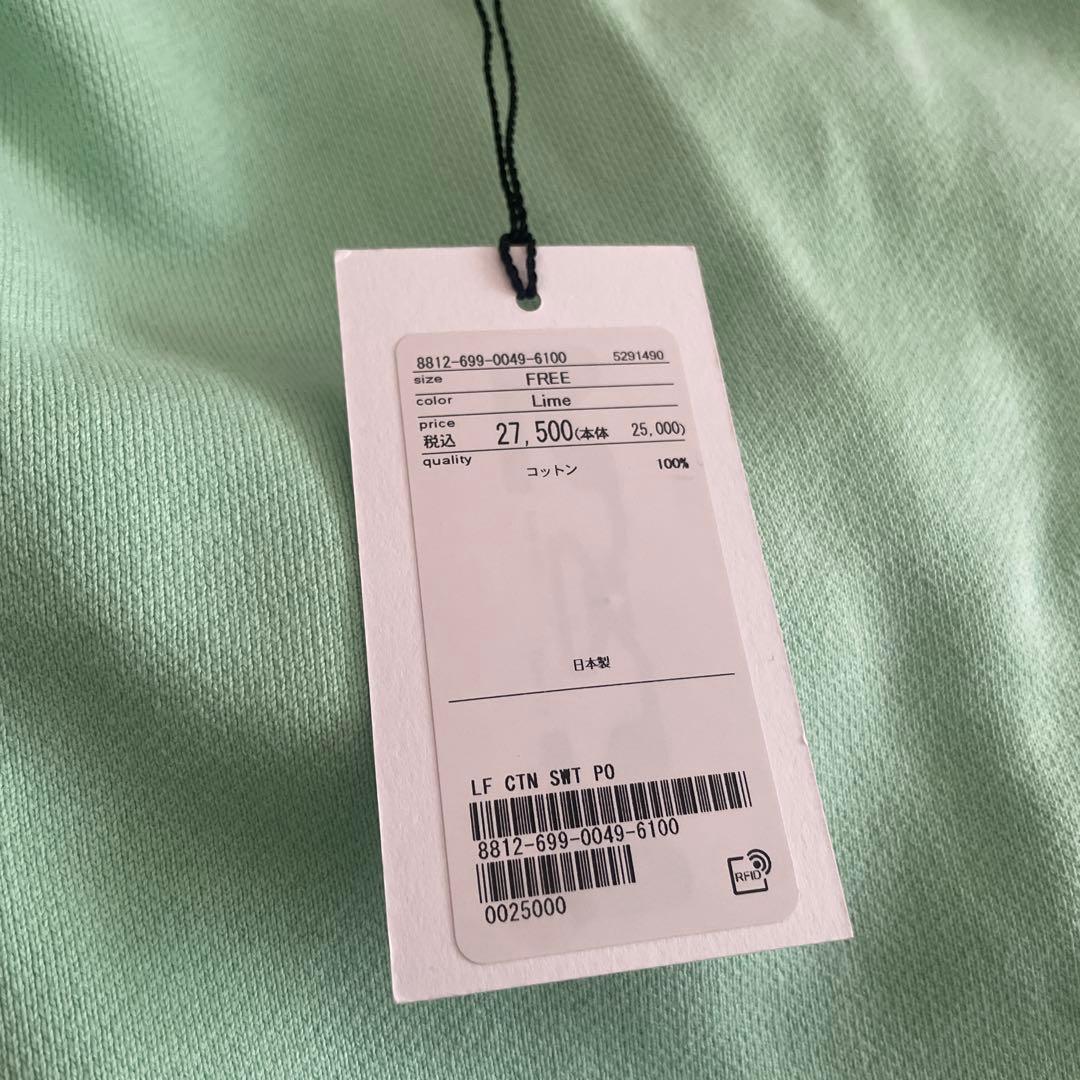 8812-699-0049-6100 5291490
size FREE
color Lime
price
税込 27,500(本体 25,000)
quality
コットン 100%
日本製
LF CTN SWT PO
8812-699-0049-6100
0025000
RFID